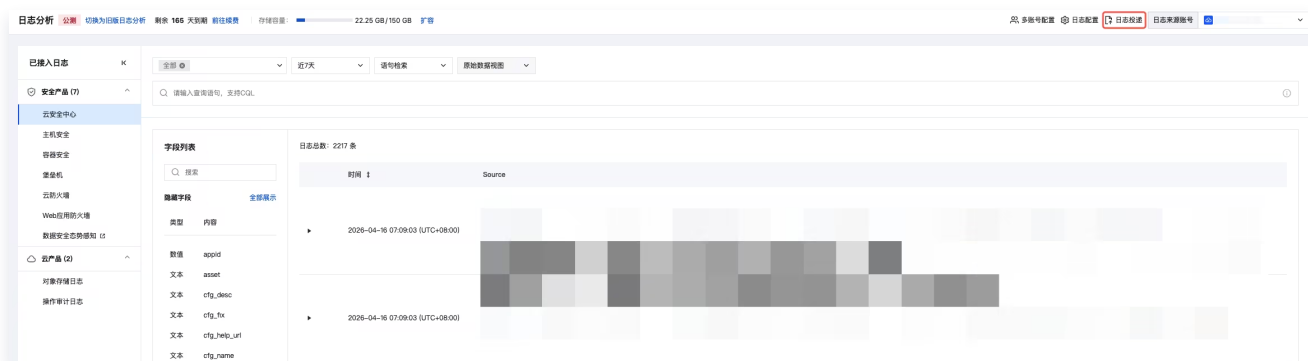 日志分析 公测 切换为旧版日志分析 剩余 165 天到期 前往续费 存储容量: 22.25 GB/150 GB 扩容 多账号配置 日志配置 日志投递 日志来源账号
已接入日志
全部 近7天 语句检索 原始数据视图
安全产品 (7)
请输入查询语句，支持CQL
云安全中心
主机安全
容器安全
堡垒机
云防火墙
Web应用防火墙
数据安全态势感知
云产品 (2)
对象存储日志
操作审计日志
字段列表
搜索
隐藏字段 全部展示
类型 内容
数值 appid
文本 asset
文本 cfg_desc
文本 cfg_fix
文本 cfg_help_url
文本 cfg_name
日志总数: 2217 条
时间 Source
2026-04-16 07:09:03 (UTC+08:00)
2026-04-16 07:09:03 (UTC+08:00)